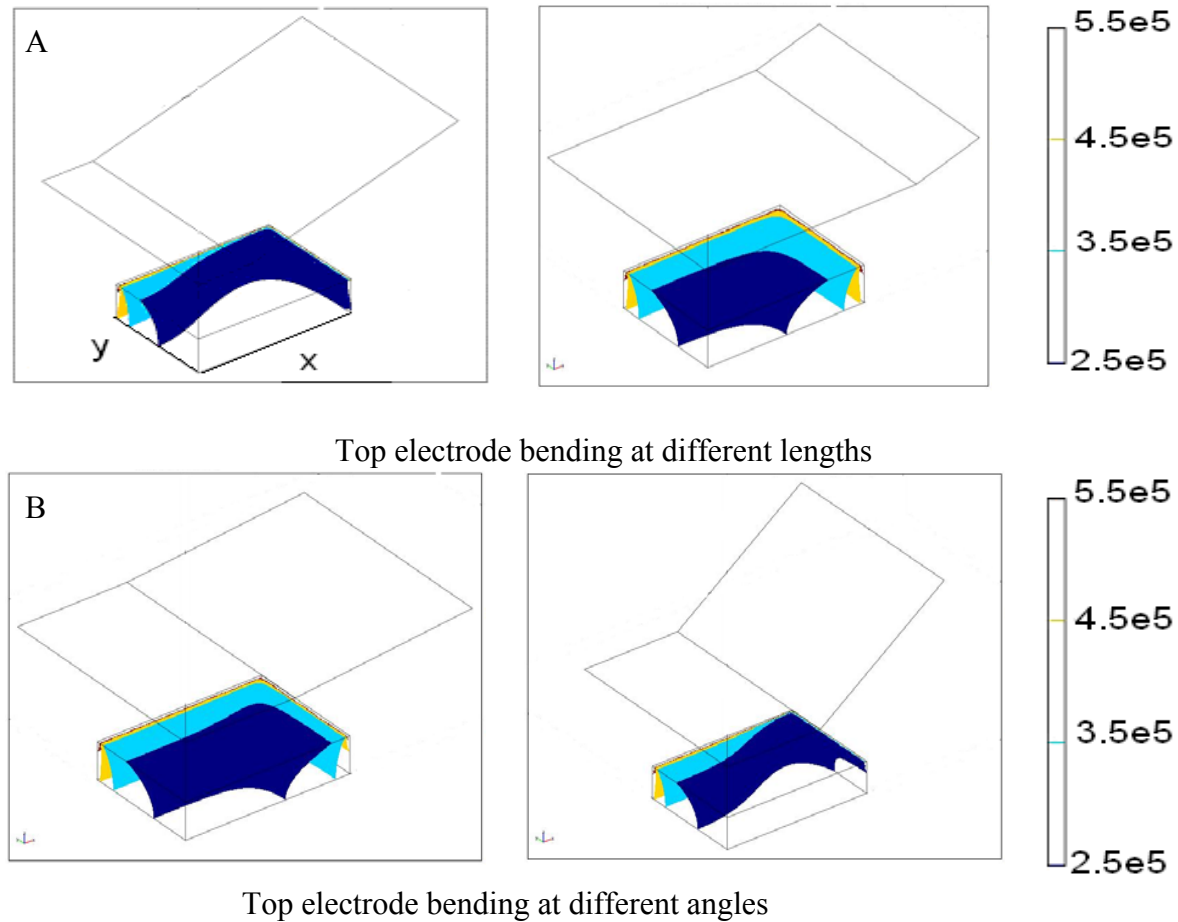 A
y
x
5.5e5
4.5e5
3.5e5
2.5e5
Top electrode bending at different lengths
B
5.5e5
4.5e5
3.5e5
2.5e5
Top electrode bending at different angles